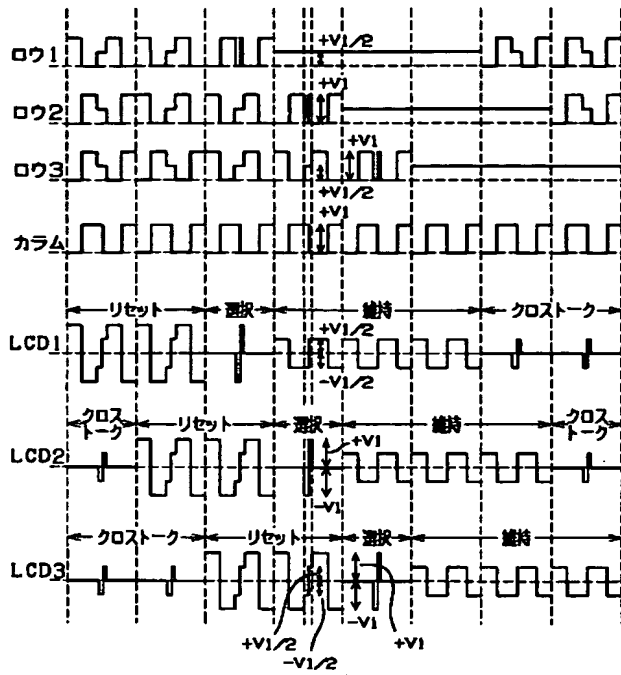 +V1/2
ロウ1
+V1
ロウ2
+V1
ロウ3
+V1/2
+V1
カラム
リセット 選択 維持 クロストーク
+V1/2
LCD1
-V1/2
クロストーク リセット 選択 維持 クロストーク
+V1
LCD2
-V1
クロストーク リセット 選択 維持
LCD3
-V1
+V1/2 +V1
-V1/2